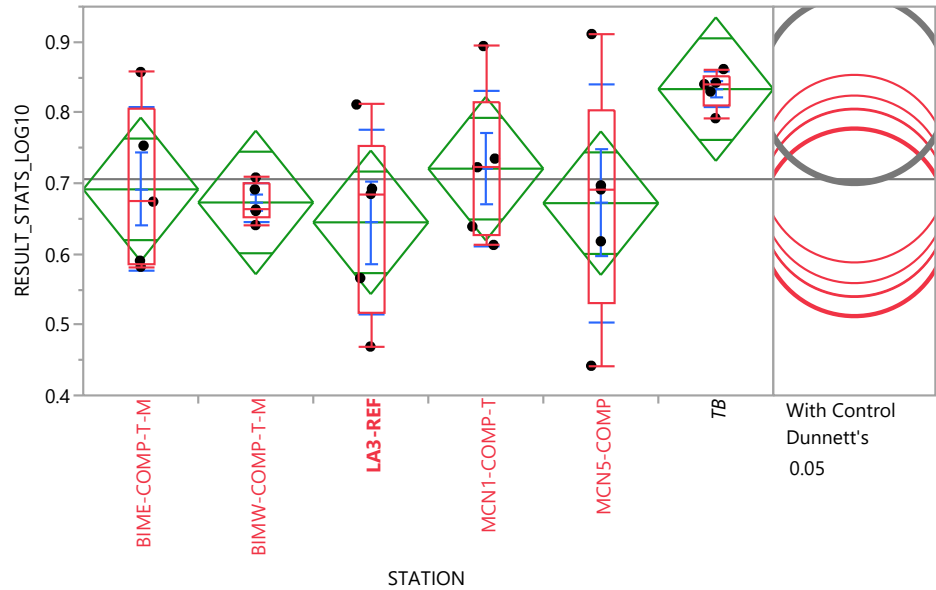 RESULT_STATS_LOG10
0.9
0.8
0.7
0.6
0.5
0.4
BIME-COMP-T-M
BIMW-COMP-T-M
LA3-REF
MCN1-COMP-T
MCN5-COMP
TB
With Control
Dunnett's
0.05
STATION